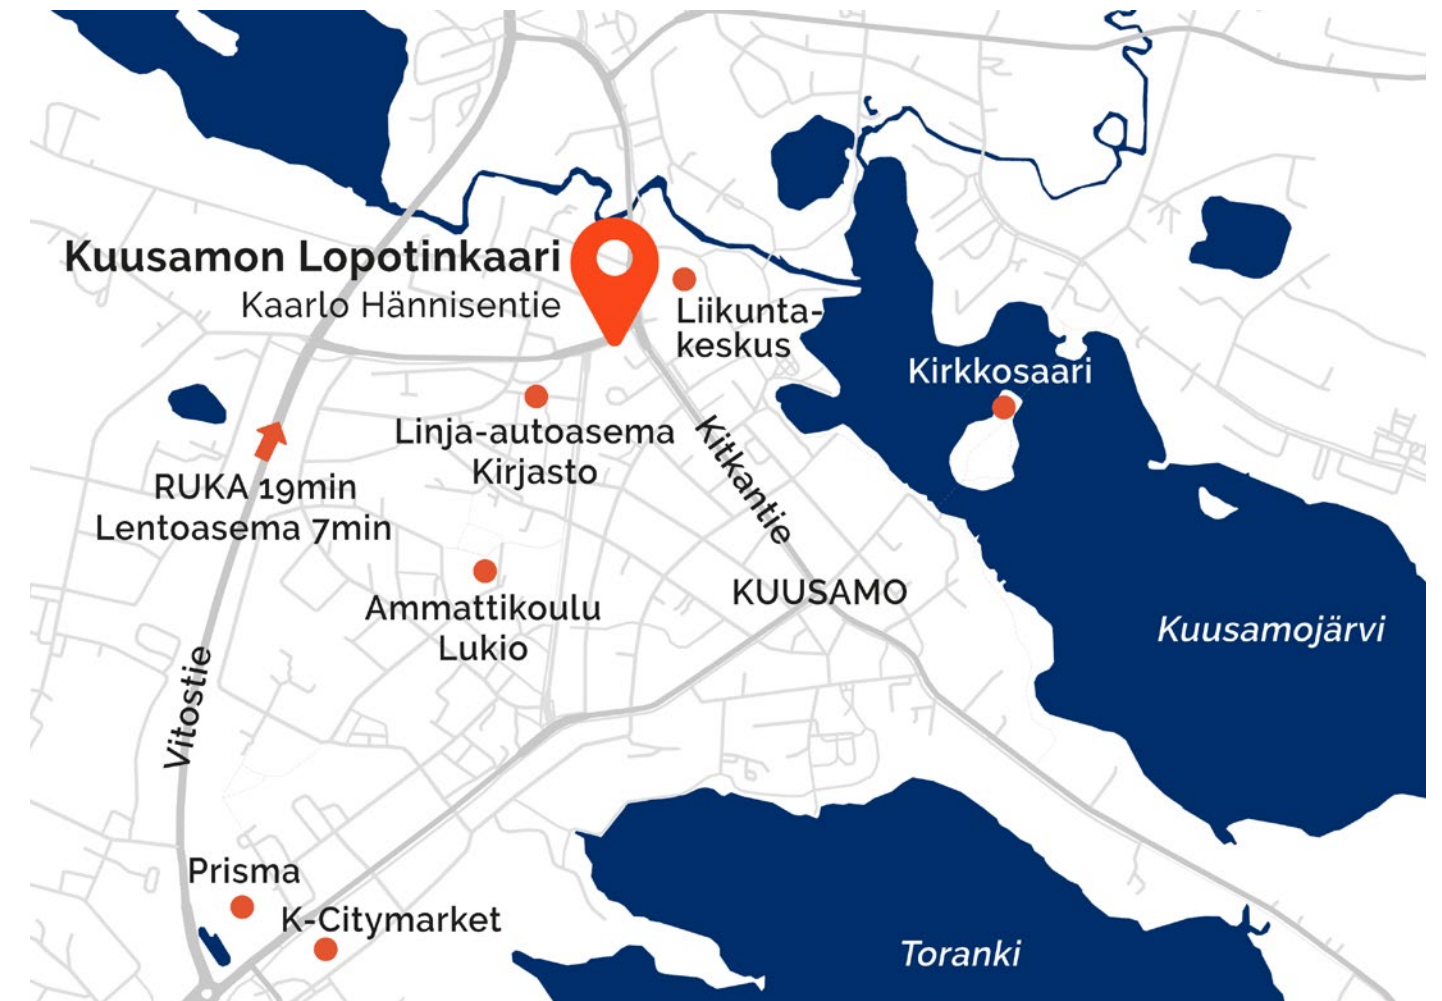 Kuusamon Lopotinkaari
Kaarlo Hännisentie
Liikunta-
keskus
Kirkkosaari
Linja-autoasema
Kirjasto
Kitkantie
RUKA 19min
Lentoasema 7min
Ammattikoulu
Lukio
KUUSAMO
Kuusamojärvi
Vitostie
Prisma
K-Citymarket
Toranki